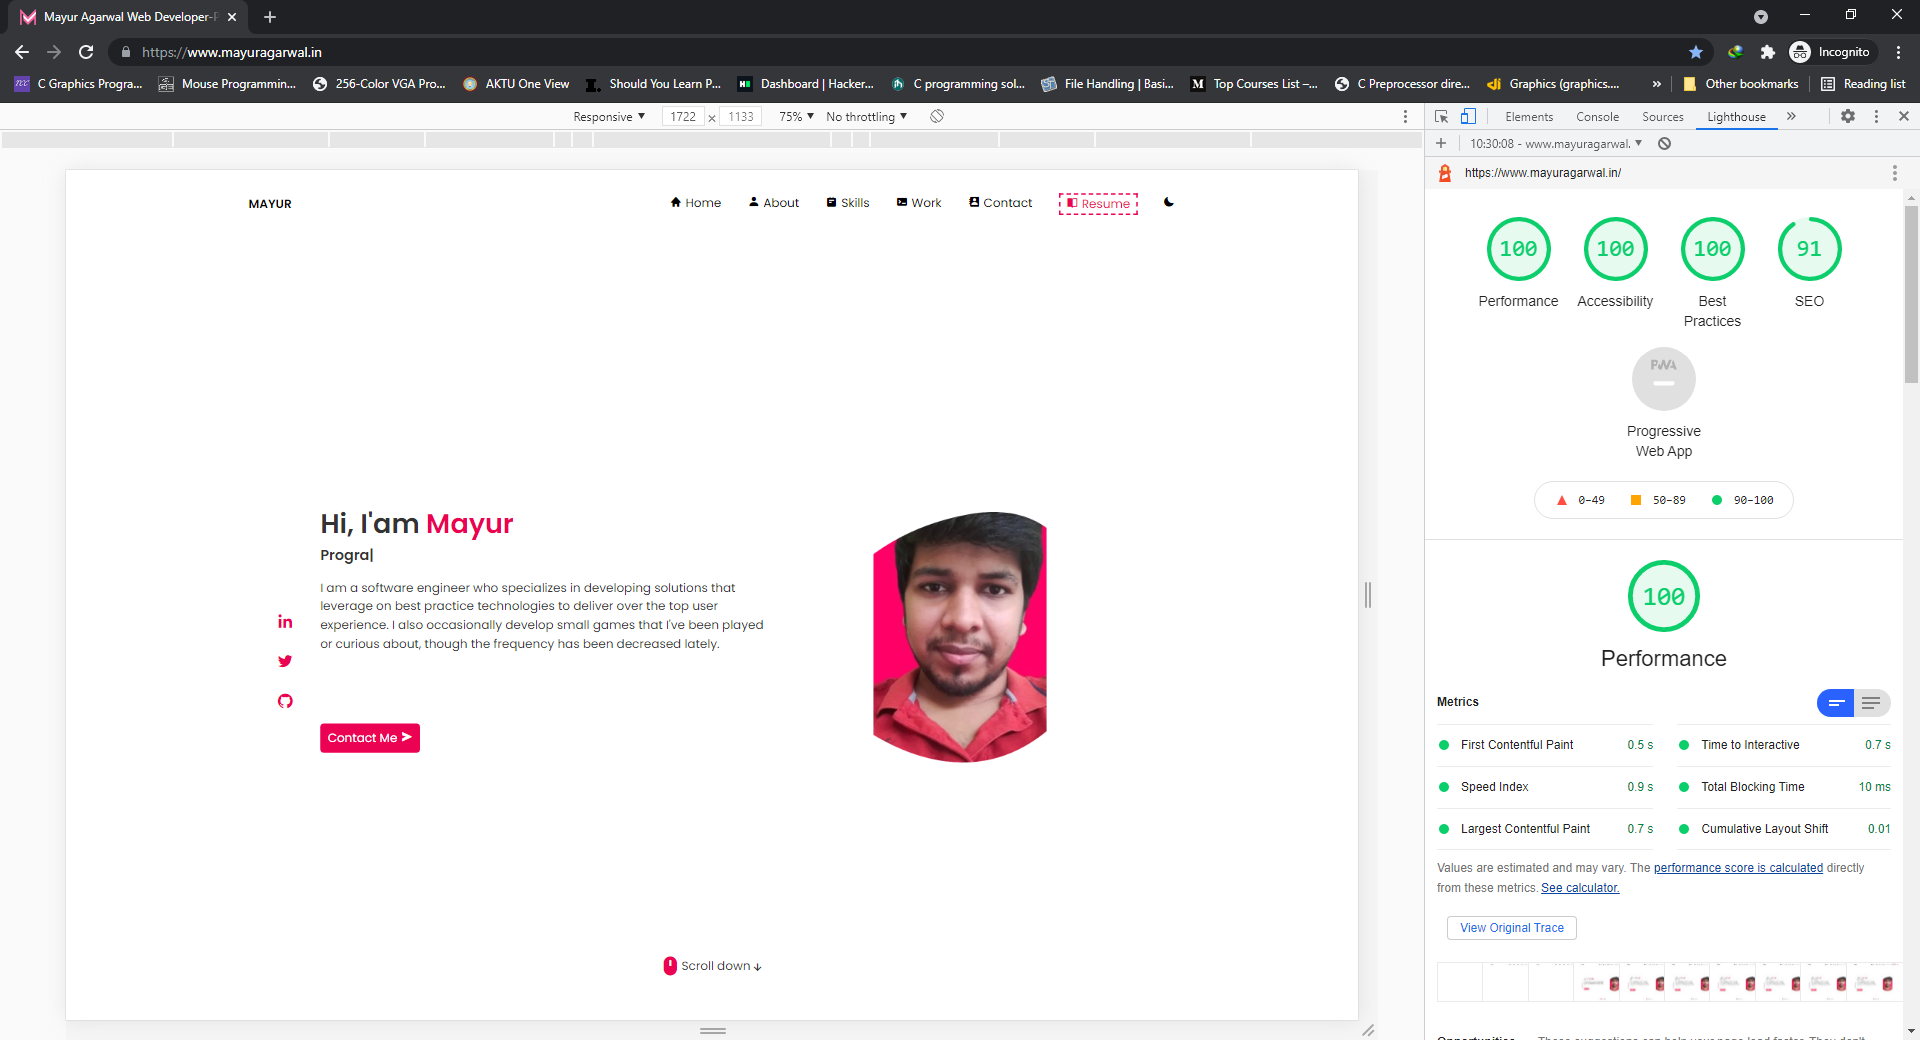 Mayur Agarwal Web Developer-P
https://www.mayuragarwal.in
Incognito
C Graphics Progra...
Mouse Programmin...
256-Color VGA Pro...
AKTU One View
Should You Learn P...
Dashboard | Hacker...
C programming sol...
File Handling | Basi...
Top Courses List –...
C Preprocessor dire...
Graphics (graphics....
»
Other bookmarks
Reading list
Responsive
1722 x 1133
75%
No throttling
Elements
Console
Sources
Lighthouse
»
10:30:08 - www.mayuragarwal.
https://www.mayuragarwal.in/
MAYUR
Home
About
Skills
Work
Contact
Resume
Hi, I'am Mayur
Progra|
I am a software engineer who specializes in developing solutions that
leverage on best practice technologies to deliver over the top user
experience. I also occasionally develop small games that I've been played
or curious about, though the frequency has been decreased lately.
Contact Me
Scroll down ↓
100
Performance
100
Accessibility
100
Best
Practices
91
SEO
PWA
Progressive
Web App
0–49
50–89
90–100
100
Performance
Metrics
First Contentful Paint 0.5 s
Time to Interactive 0.7 s
Speed Index 0.9 s
Total Blocking Time 10 ms
Largest Contentful Paint 0.7 s
Cumulative Layout Shift 0.01
Values are estimated and may vary. The performance score is calculated directly
from these metrics. See calculator.
View Original Trace